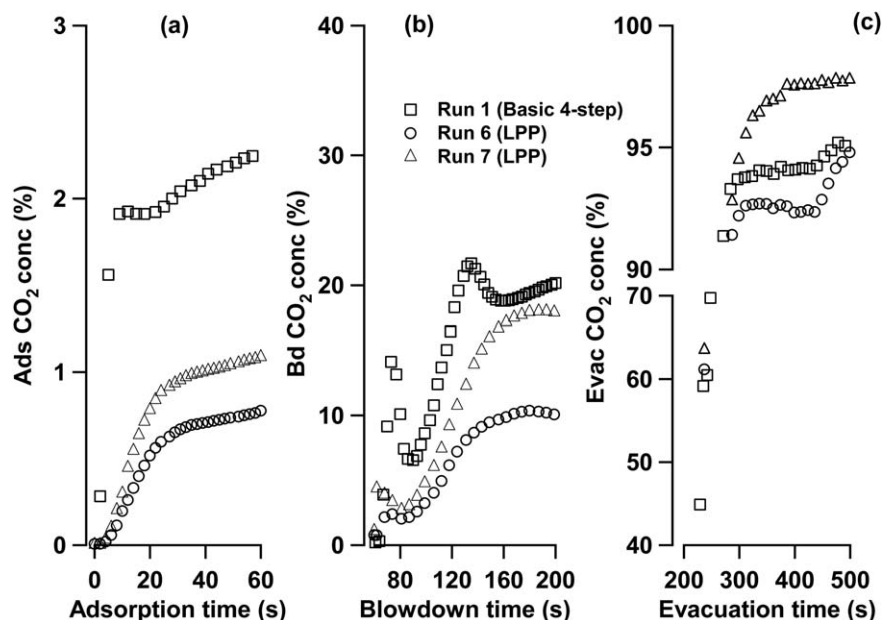 (a)
3
2
1
0
Ads CO₂ conc (%)
0
20
40
60
Adsorption time (s)
(b)
40
30
20
10
0
Bd CO₂ conc (%)
Run 1 (Basic 4-step)
Run 6 (LPP)
Run 7 (LPP)
80
120
160
200
Blowdown time (s)
(c)
100
95
90
70
60
50
40
Evac CO₂ conc (%)
200
300
400
500
Evacuation time (s)